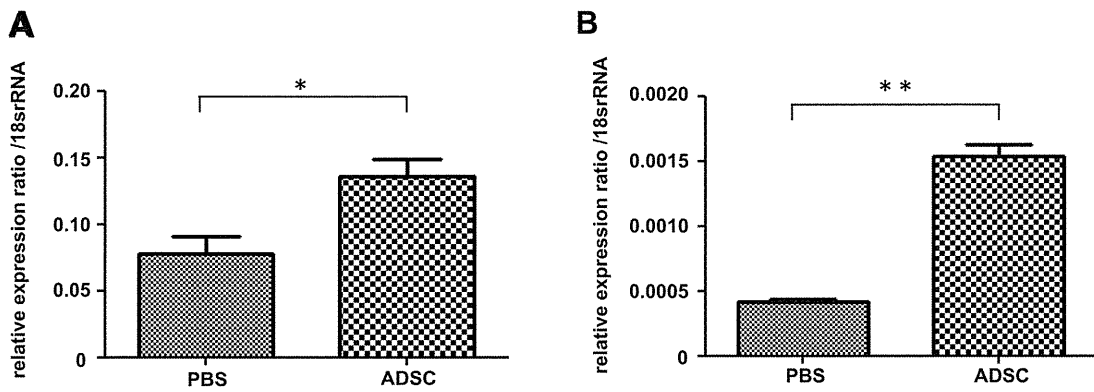 A
relative expression ratio /18srRNA
0.20
0.15
0.10
0.05
0
*
PBS
ADSC
B
relative expression ratio /18srRNA
0.0020
0.0015
0.0010
0.0005
0
**
PBS
ADSC